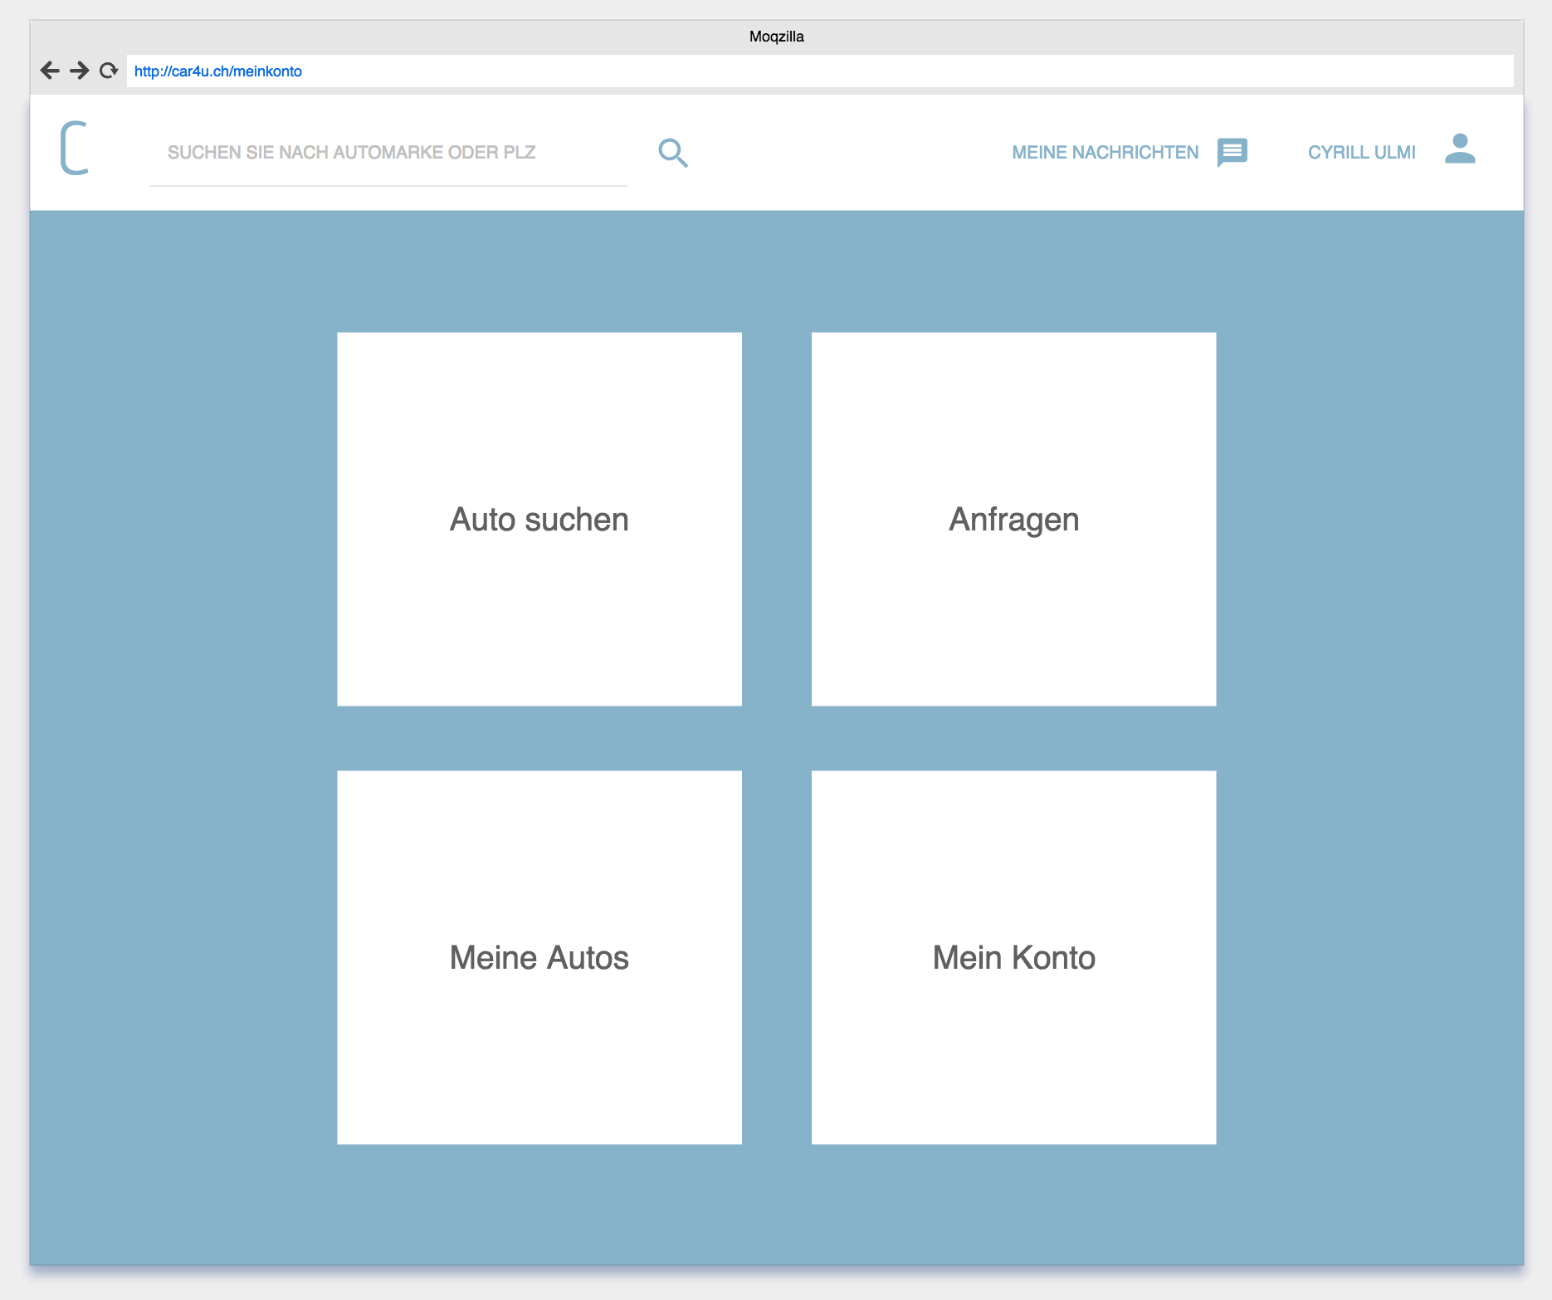 Moqzilla
http://car4u.ch/meinkonto
C
SUCHEN SIE NACH AUTOMARKE ODER PLZ
MEINE NACHRICHTEN
CYRILL ULMI
Auto suchen
Anfragen
Meine Autos
Mein Konto